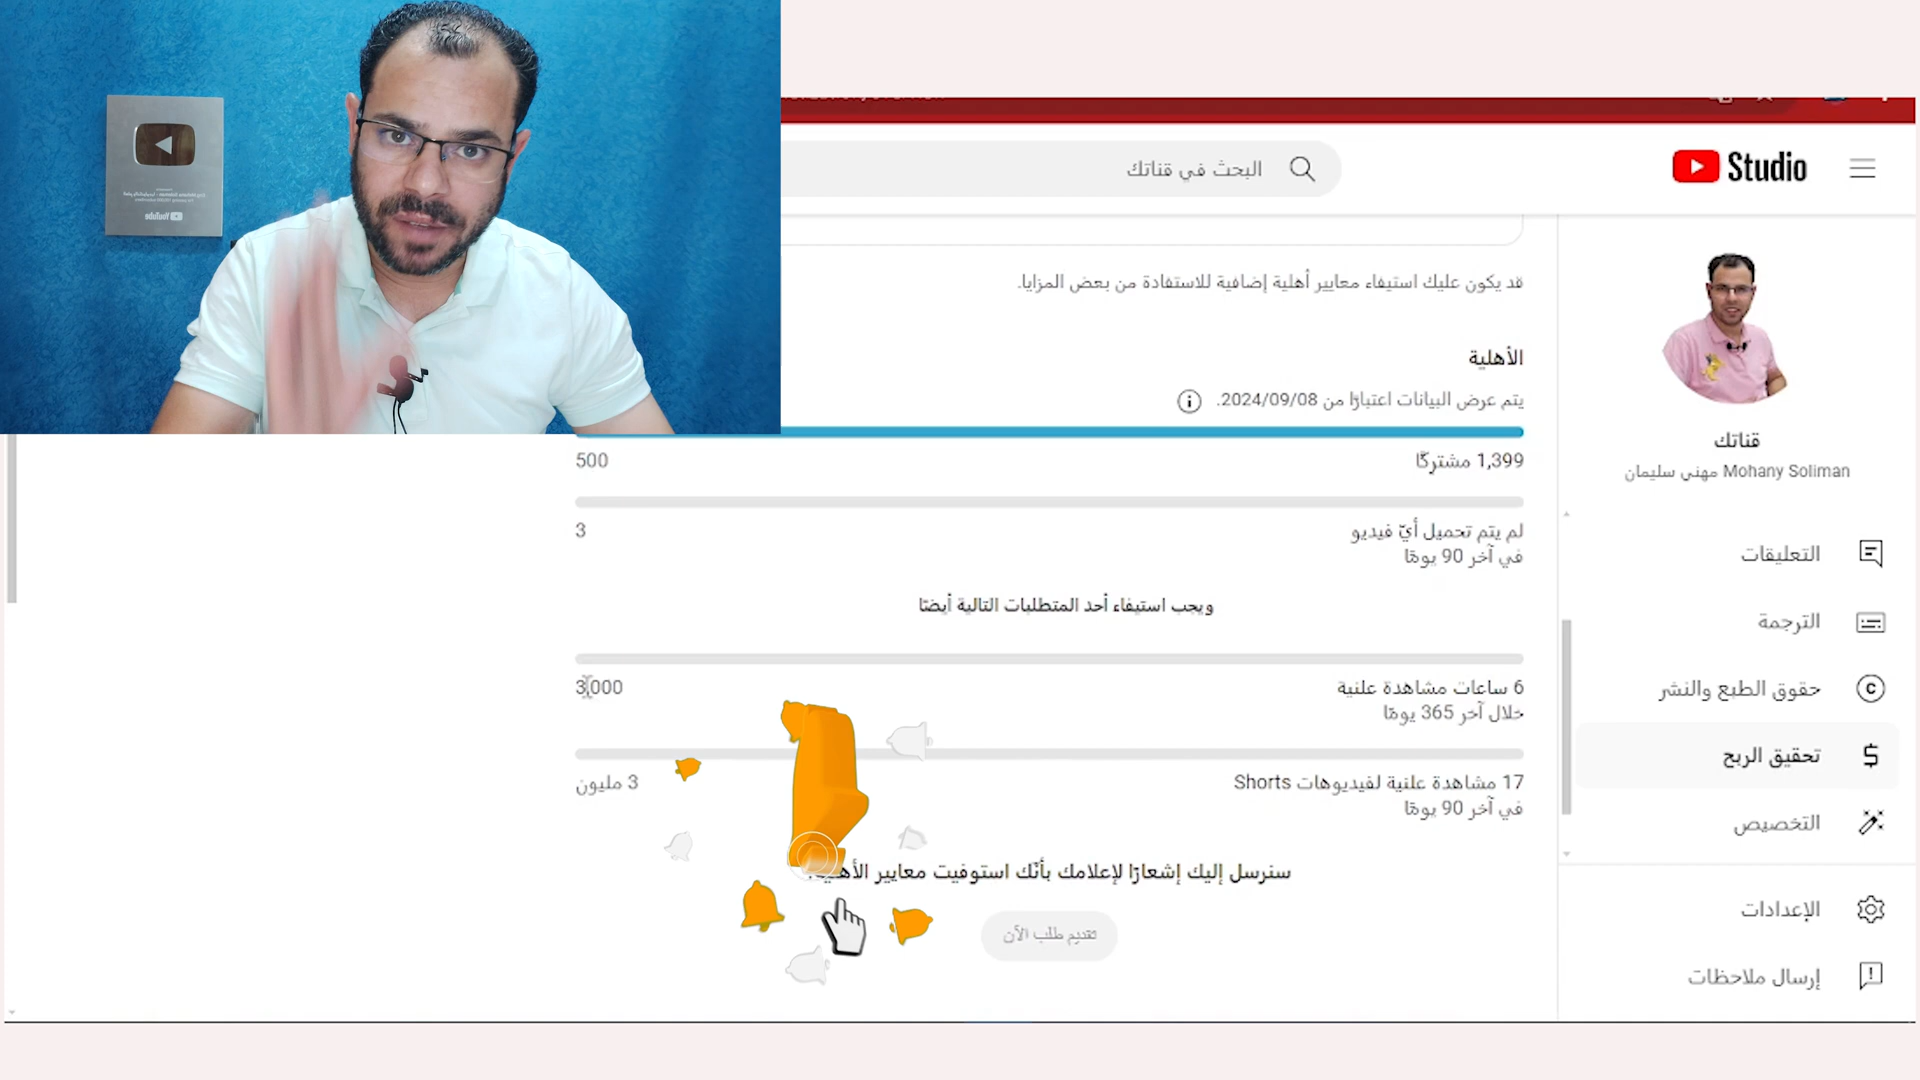 البحث في قناتك
Studio
قد يكون عليك استيفاء معايير أهلية إضافية للاستفادة من بعض المزايا.
الأهلية
يتم عرض البيانات اعتبارًا من 2024/09/08.
1,399 مشتركًا
500
لم يتم تحميل أيّ فيديو
في آخر 90 يومًا
3
ويجب استيفاء أحد المتطلبات التالية أيضًا
6 ساعات مشاهدة علنية
خلال آخر 365 يومًا
3,000
17 مشاهدة علنية لفيديوهات Shorts
في آخر 90 يومًا
3 مليون
سنرسل إليك إشعارًا لإعلامك بأنّك استوفيت معايير الأهلية.
تقديم طلب الآن
قناتك
Mohany Soliman مهني سليمان
التعليقات
الترجمة
حقوق الطبع والنشر
تحقيق الربح
التخصيص
الإعدادات
إرسال ملاحظات
YouTube